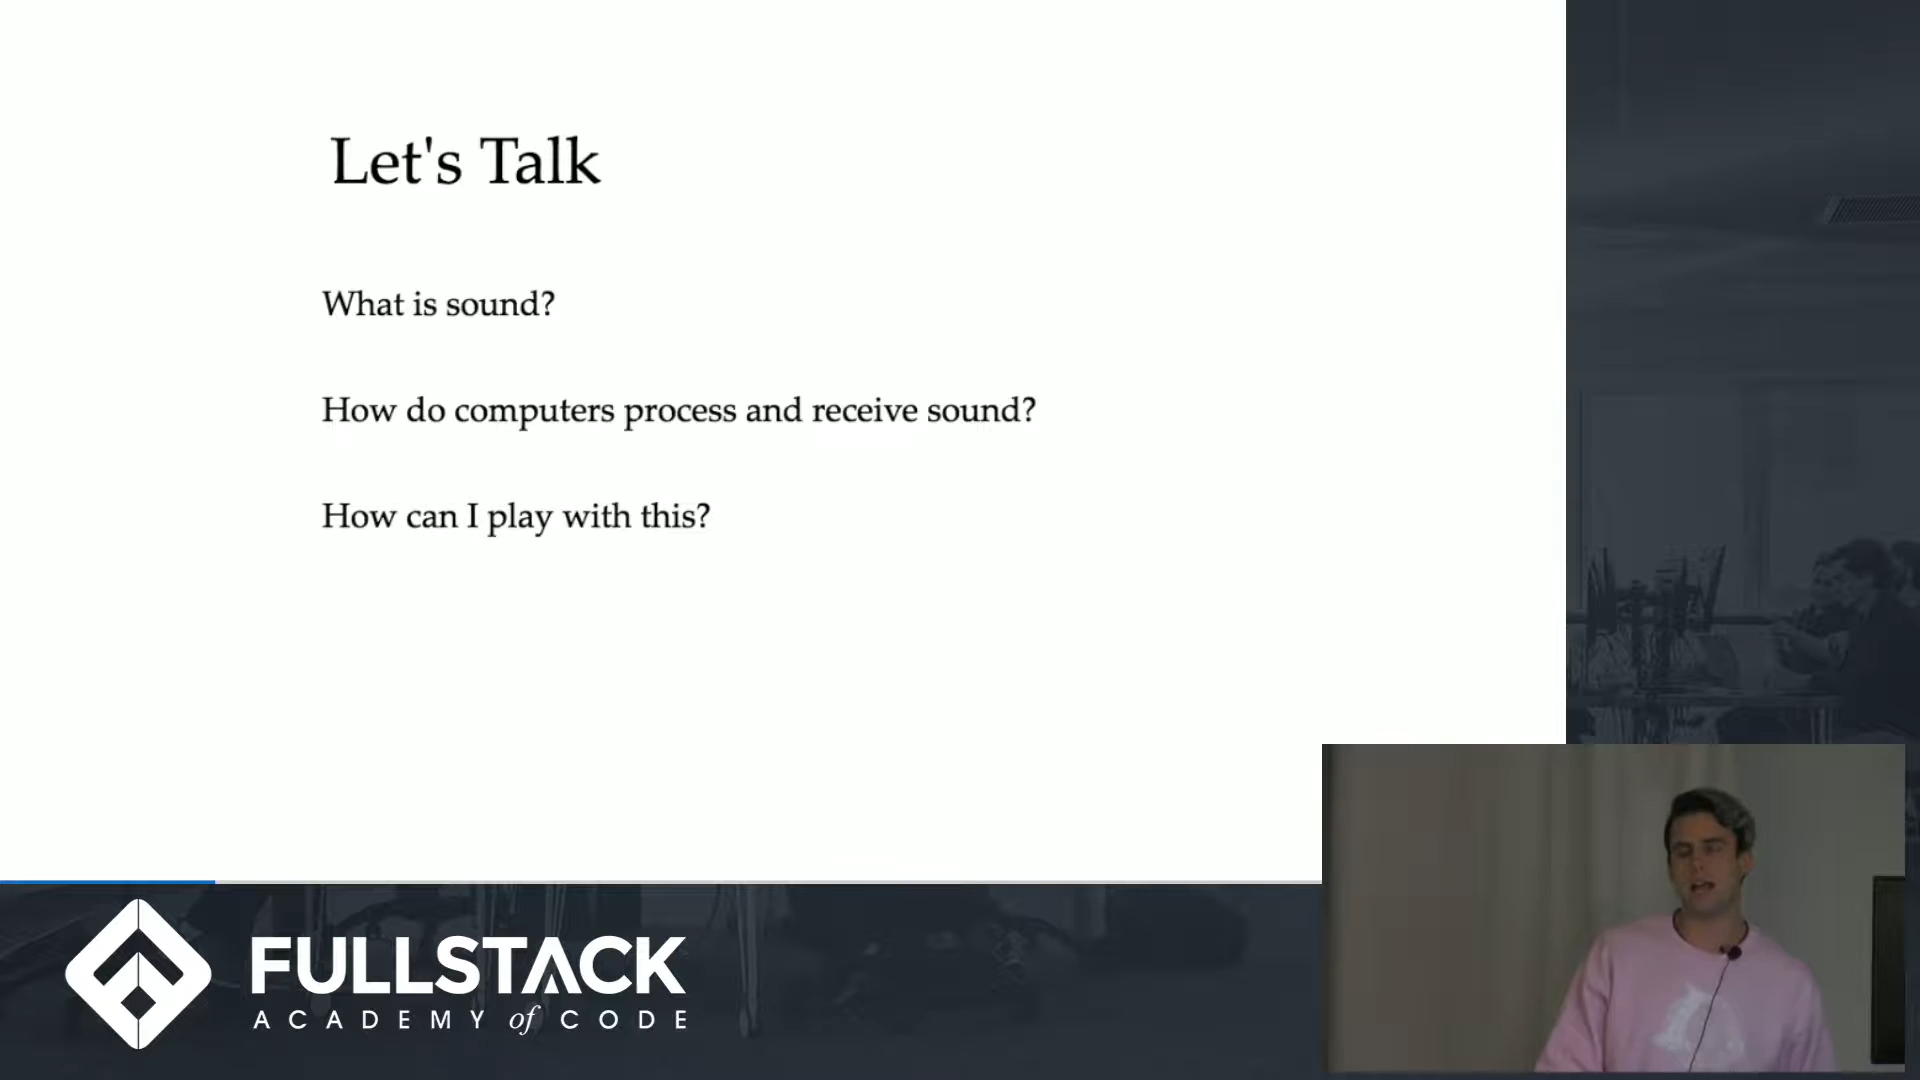 Let's Talk
What is sound?
How do computers process and receive sound?
How can I play with this?
FULLSTACK
ACADEMY of CODE